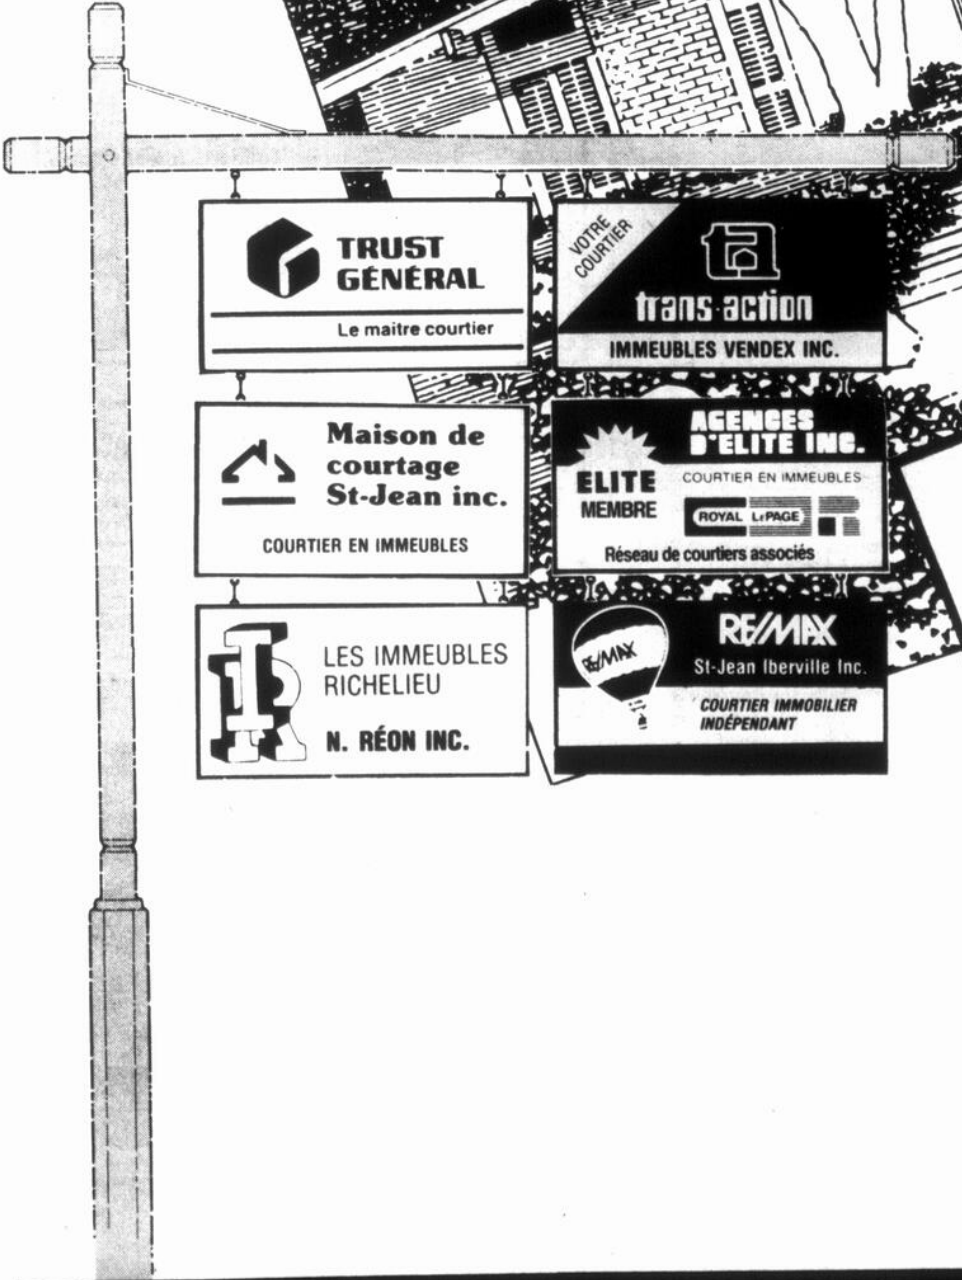 TRUST
GÉNÉRAL
Le maitre courtier
VOTRE
COURTIER
ta
trans-action
IMMEUBLES VENDEX INC.
Maison de
courtage
St-Jean inc.
COURTIER EN IMMEUBLES
AGENCES
D'ELITE INC.
ELITE
MEMBRE
COURTIER EN IMMEUBLES
ROYAL LEPAGE
Réseau de courtiers associés
LES IMMEUBLES
RICHELIEU
N. RÉON INC.
IR
RE/MAX
RE/MAX
St-Jean Iberville Inc.
COURTIER IMMOBILIER
INDÉPENDANT